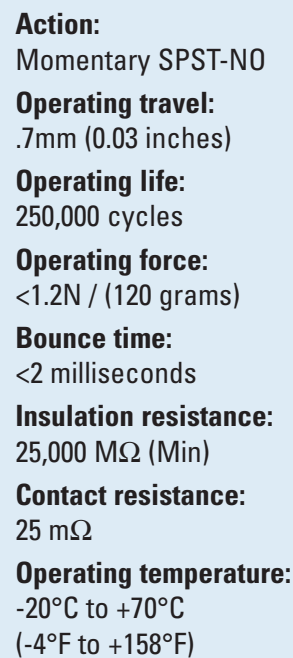 Action:
Momentary SPST-NO
Operating travel:
.7mm (0.03 inches)
Operating life:
250,000 cycles
Operating force:
<1.2N / (120 grams)
Bounce time:
<2 milliseconds
Insulation resistance:
25,000 MΩ (Min)
Contact resistance:
25 mΩ
Operating temperature:
-20°C to +70°C
(-4°F to +158°F)